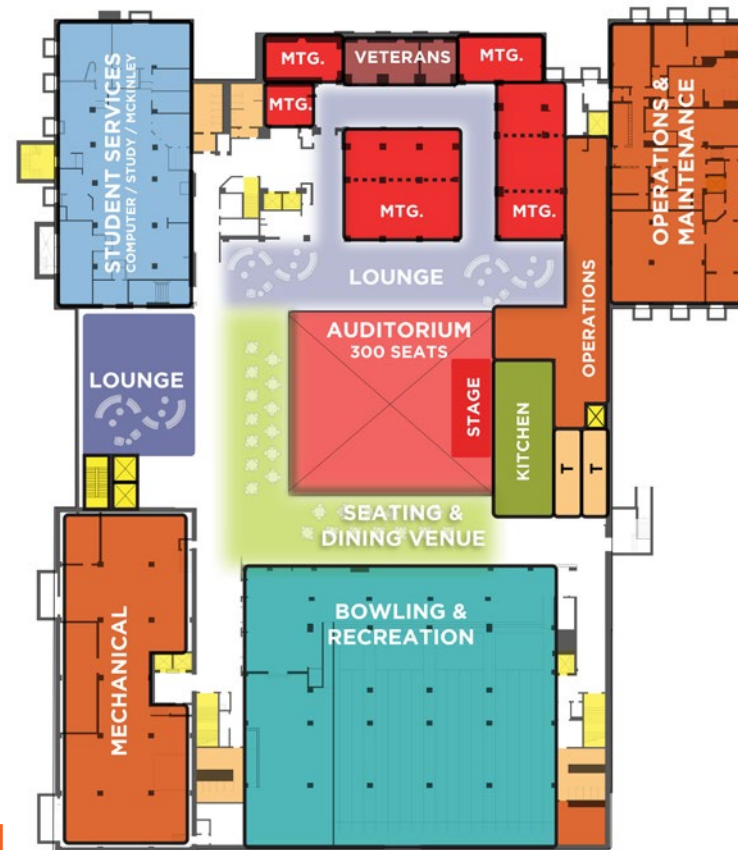 STUDENT SERVICES
COMPUTER / STUDY / MCKINLEY
MTG.
VETERANS
MTG.
MTG.
MTG.
MTG.
OPERATIONS &
MAINTENANCE
LOUNGE
OPERATIONS
AUDITORIUM
300 SEATS
STAGE
KITCHEN
T
T
LOUNGE
SEATING &
DINING VENUE
MECHANICAL
BOWLING &
RECREATION